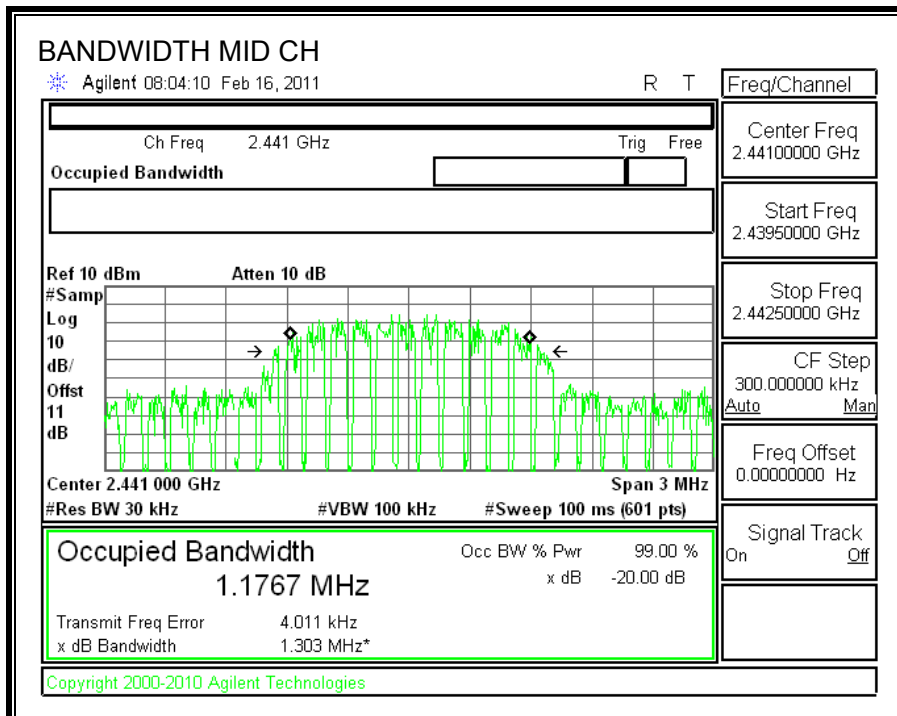 BANDWIDTH MID CH
Agilent 08:04:10 Feb 16, 2011 R T
Freq/Channel
Ch Freq 2.441 GHz Trig Free
Occupied Bandwidth
Center Freq
2.44100000 GHz
Start Freq
2.43950000 GHz
Stop Freq
2.44250000 GHz
CF Step
300.000000 kHz
Auto Man
Freq Offset
0.00000000 Hz
Signal Track
On Off
Ref 10 dBm Atten 10 dB
#Samp
Log
10
dB/
Offst
11
dB
Center 2.441 000 GHz Span 3 MHz
#Res BW 30 kHz #VBW 100 kHz #Sweep 100 ms (601 pts)
Occupied Bandwidth Occ BW % Pwr 99.00 %
1.1767 MHz x dB -20.00 dB
Transmit Freq Error 4.011 kHz
x dB Bandwidth 1.303 MHz*
Copyright 2000-2010 Agilent Technologies